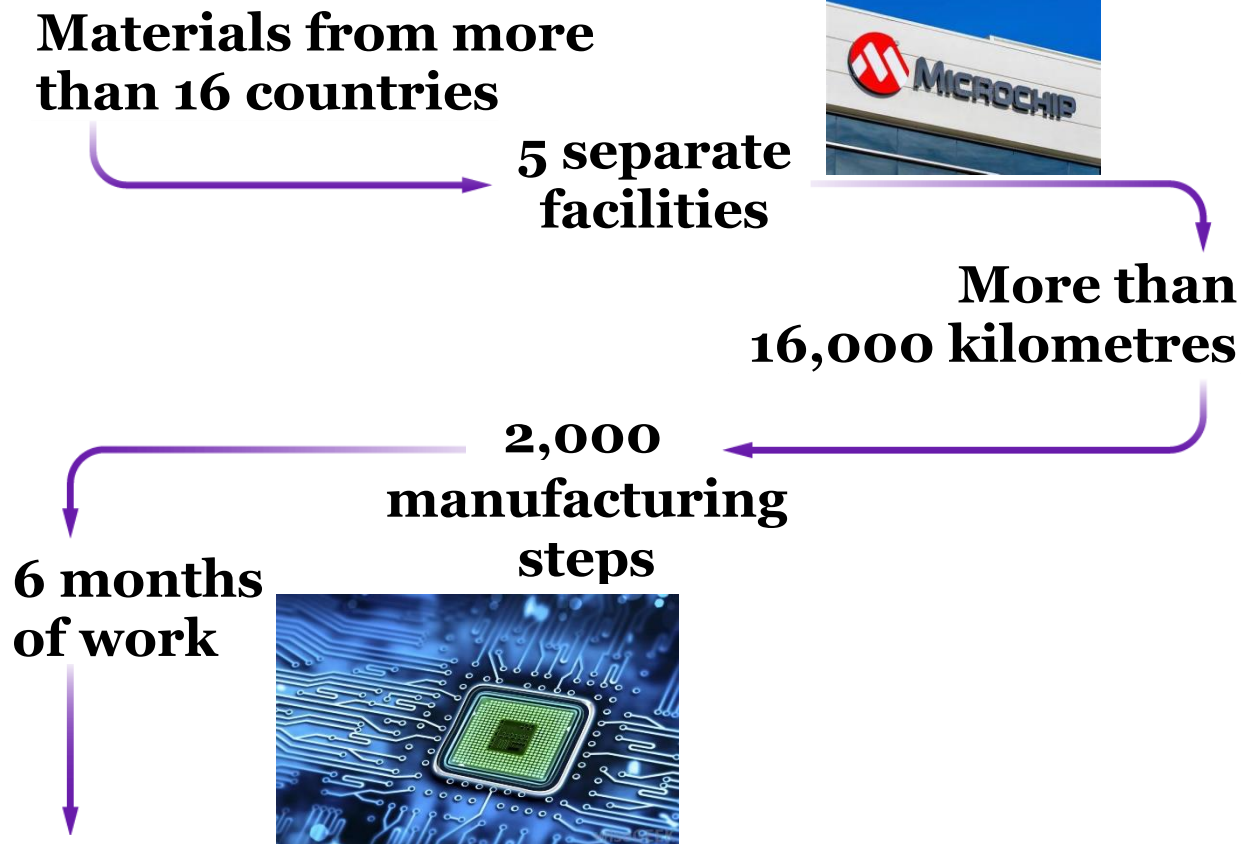 Materials from more
than 16 countries
MICROCHIP
5 separate
facilities
More than
16,000 kilometres
2,000
manufacturing
steps
6 months
of work